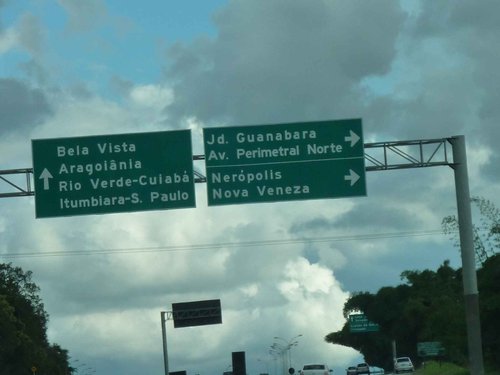 Bela Vista
Aragoiânia
Rio Verde-Cuiabá
Itumbiara-S. Paulo
Jd. Guanabara
Av. Perimetral Norte
Nerópolis
Nova Veneza